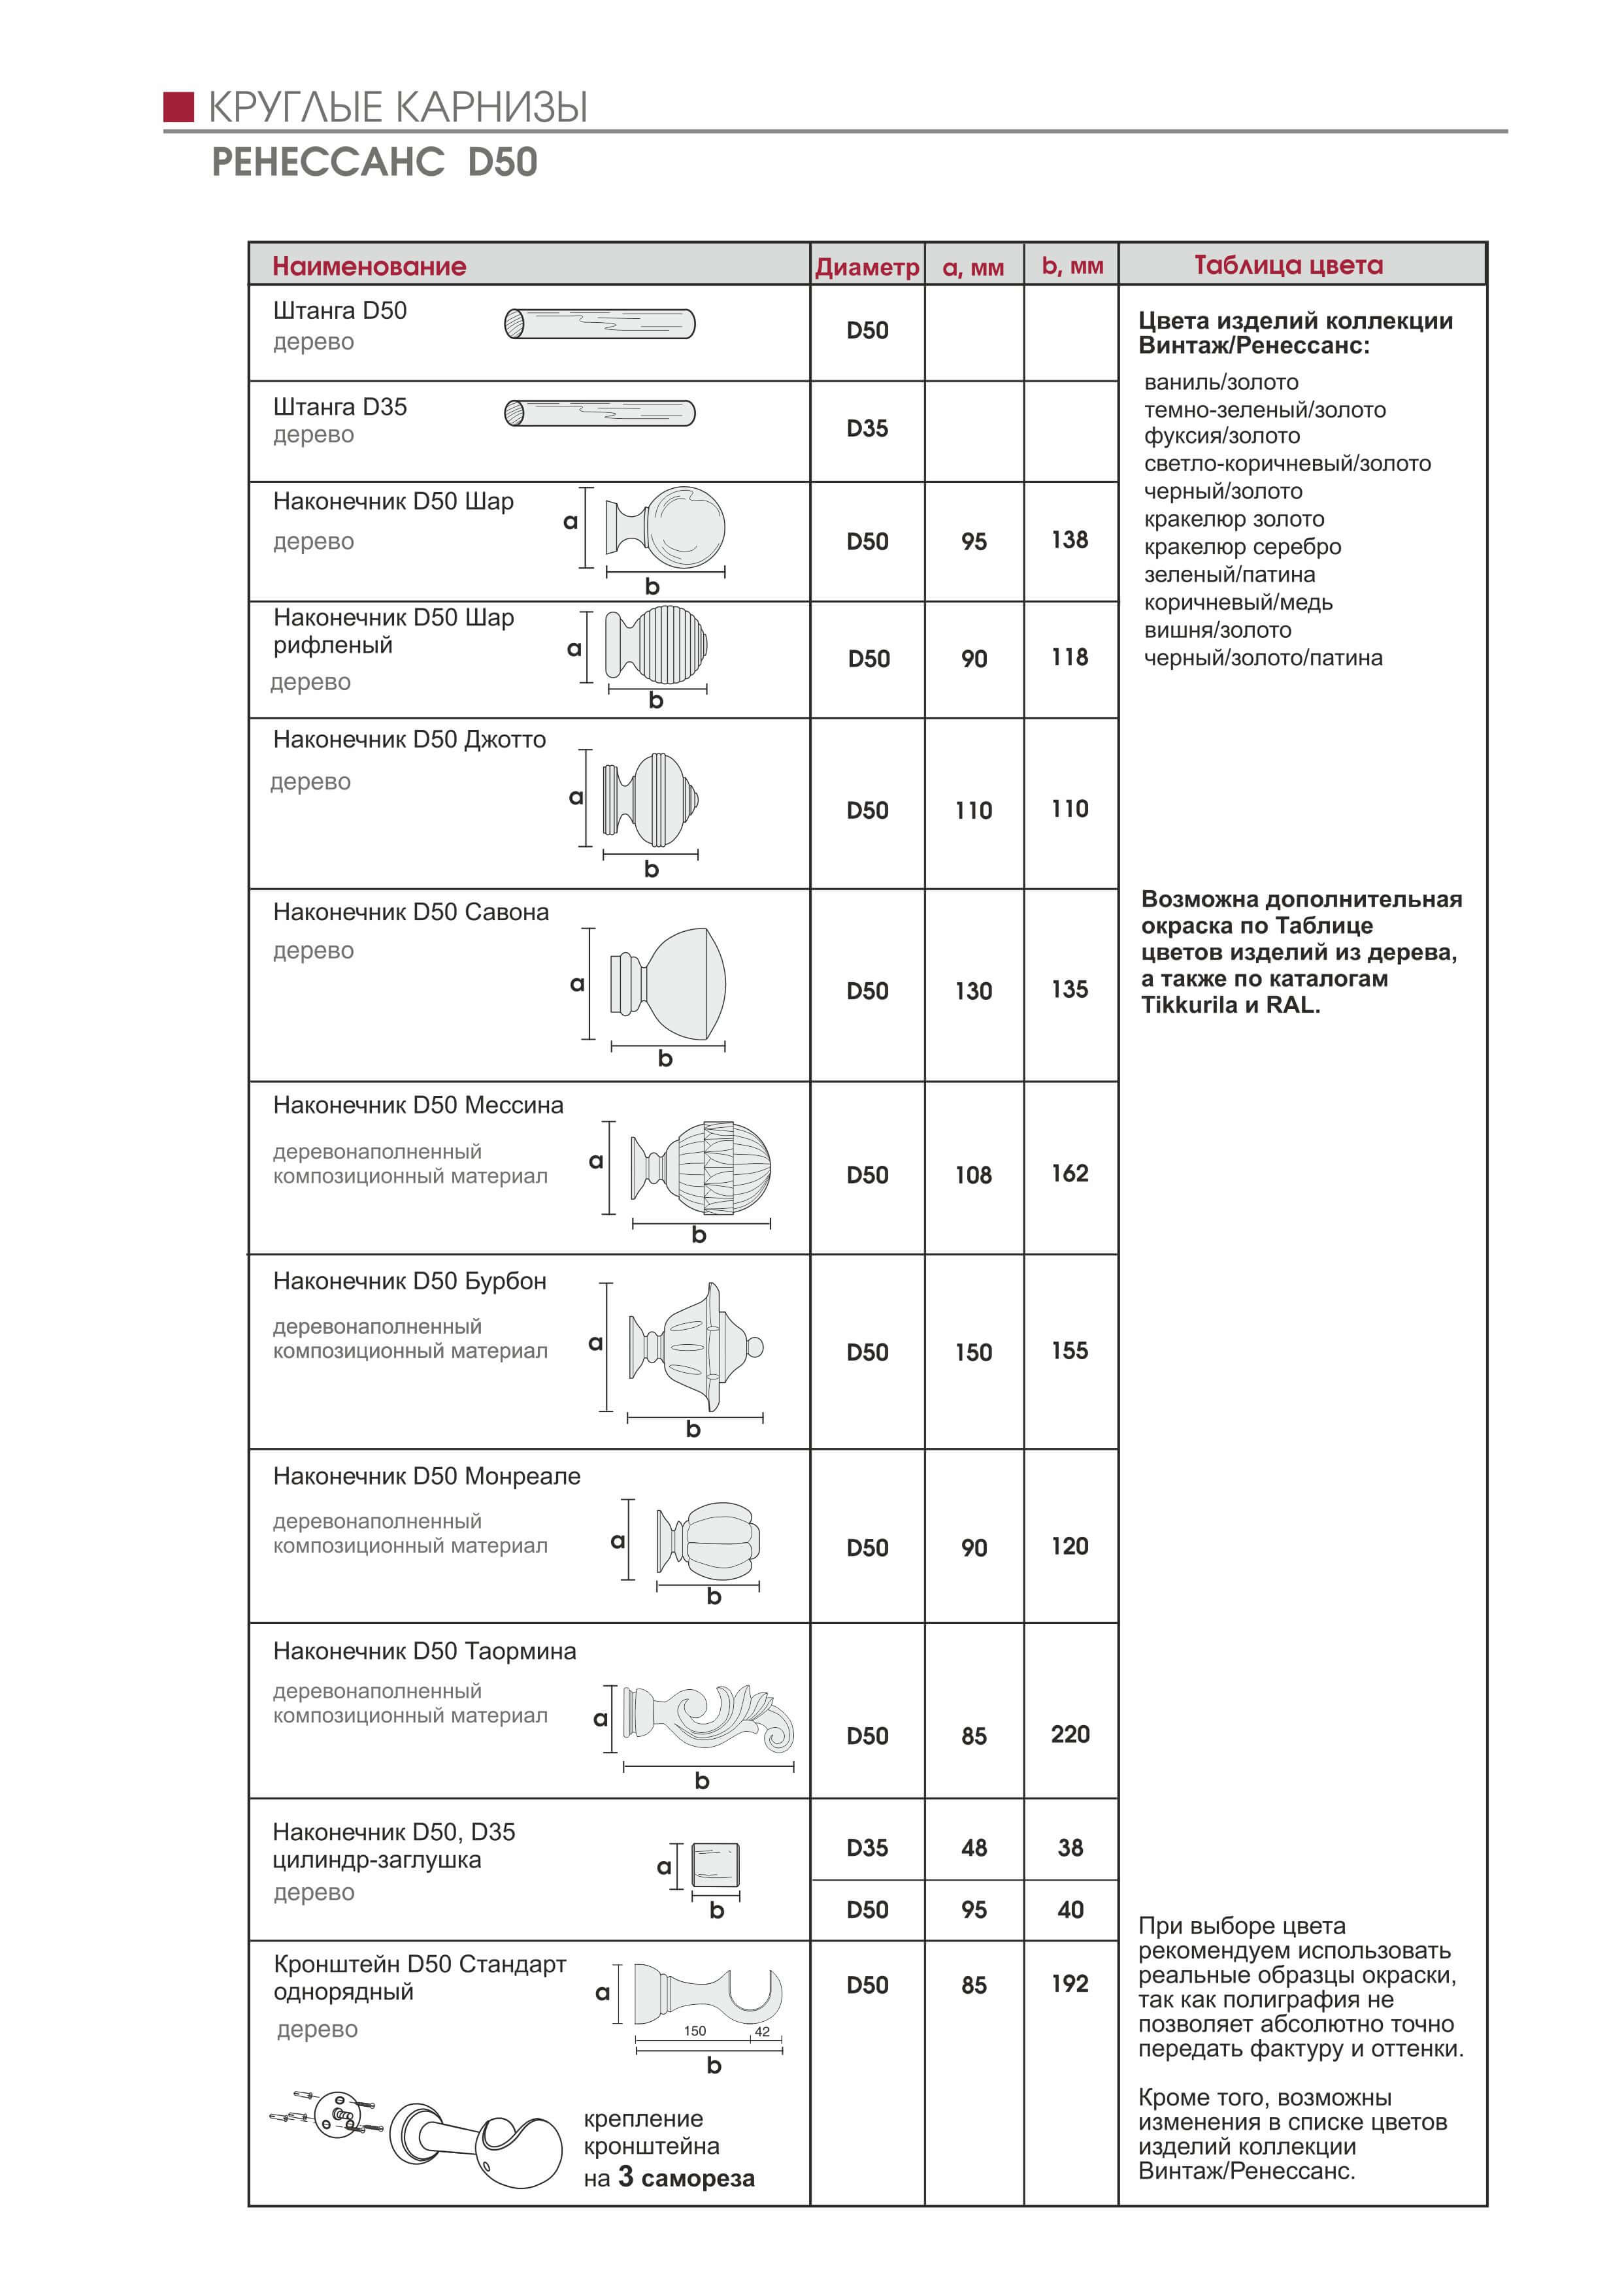 КРУГЛЫЕ КАРНИЗЫ
РЕНЕССАНС D50
Наименование
Диаметр
a, мм
b, мм
Таблица цвета
Штанга D50
дерево
D50
Штанга D35
дерево
D35
Наконечник D50 Шар
дерево
a
b
D50
95
138
Наконечник D50 Шар
рифленый
дерево
a
b
D50
90
118
Наконечник D50 Джотто
дерево
a
b
D50
110
110
Наконечник D50 Савона
дерево
a
b
D50
130
135
Наконечник D50 Мессина
деревонаполненный
композиционный материал
a
b
D50
108
162
Наконечник D50 Бурбон
деревонаполненный
композиционный материал
a
b
D50
150
155
Наконечник D50 Монреале
деревонаполненный
композиционный материал
a
b
D50
90
120
Наконечник D50 Таормина
деревонаполненный
композиционный материал
a
b
D50
85
220
Наконечник D50, D35
цилиндр-заглушка
дерево
a
b
D35
48
38
D50
95
40
Кронштейн D50 Стандарт
однорядный
дерево
a
150
42
b
D50
85
192
крепление
кронштейна
на 3 самореза
Цвета изделий коллекции
Винтаж/Ренессанс:
ваниль/золото
темно-зеленый/золото
фуксия/золото
светло-коричневый/золото
черный/золото
кракелюр золото
кракелюр серебро
зеленый/патина
коричневый/медь
вишня/золото
черный/золото/патина
Возможна дополнительная
окраска по Таблице
цветов изделий из дерева,
а также по каталогам
Tikkurila и RAL.
При выборе цвета
рекомендуем использовать
реальные образцы окраски,
так как полиграфия не
позволяет абсолютно точно
передать фактуру и оттенки.
Кроме того, возможны
изменения в списке цветов
изделий коллекции
Винтаж/Ренессанс.